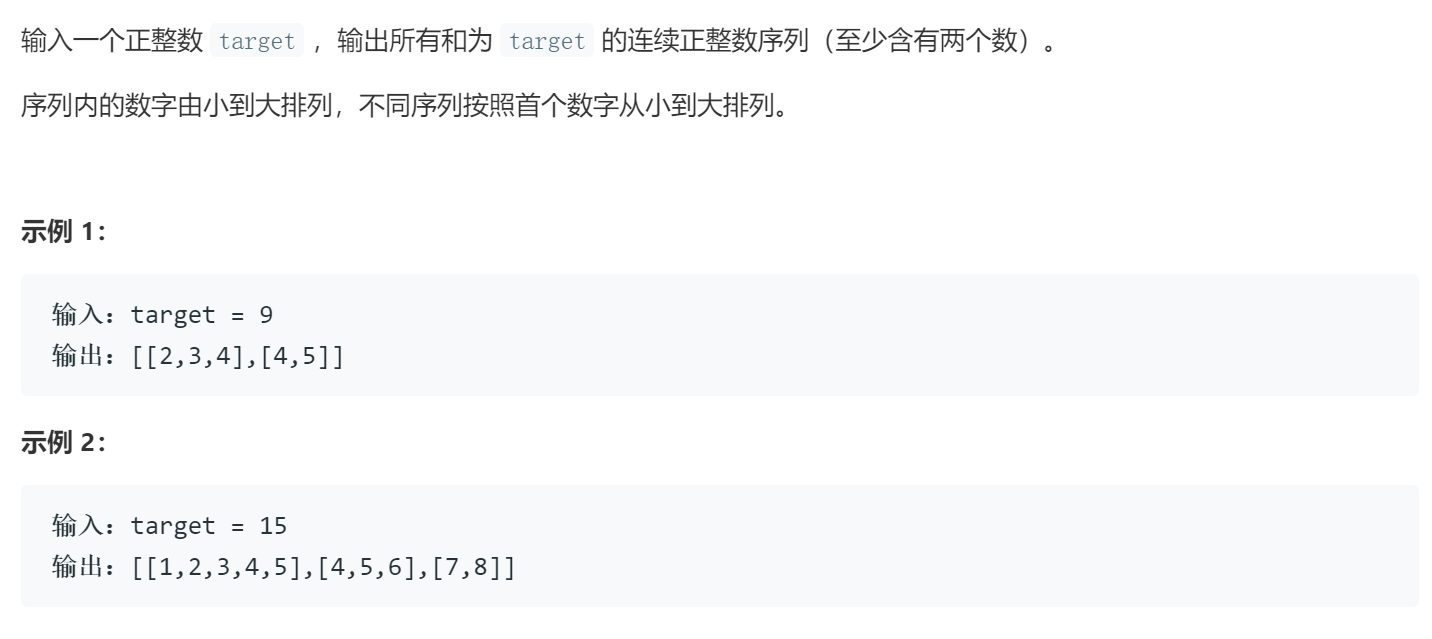 输入一个正整数 target ，输出所有和为 target 的连续正整数序列（至少含有两个数）。
序列内的数字由小到大排列，不同序列按照首个数字从小到大排列。
示例 1：
输入：target = 9
输出：[[2,3,4],[4,5]]
示例 2：
输入：target = 15
输出：[[1,2,3,4,5],[4,5,6],[7,8]]